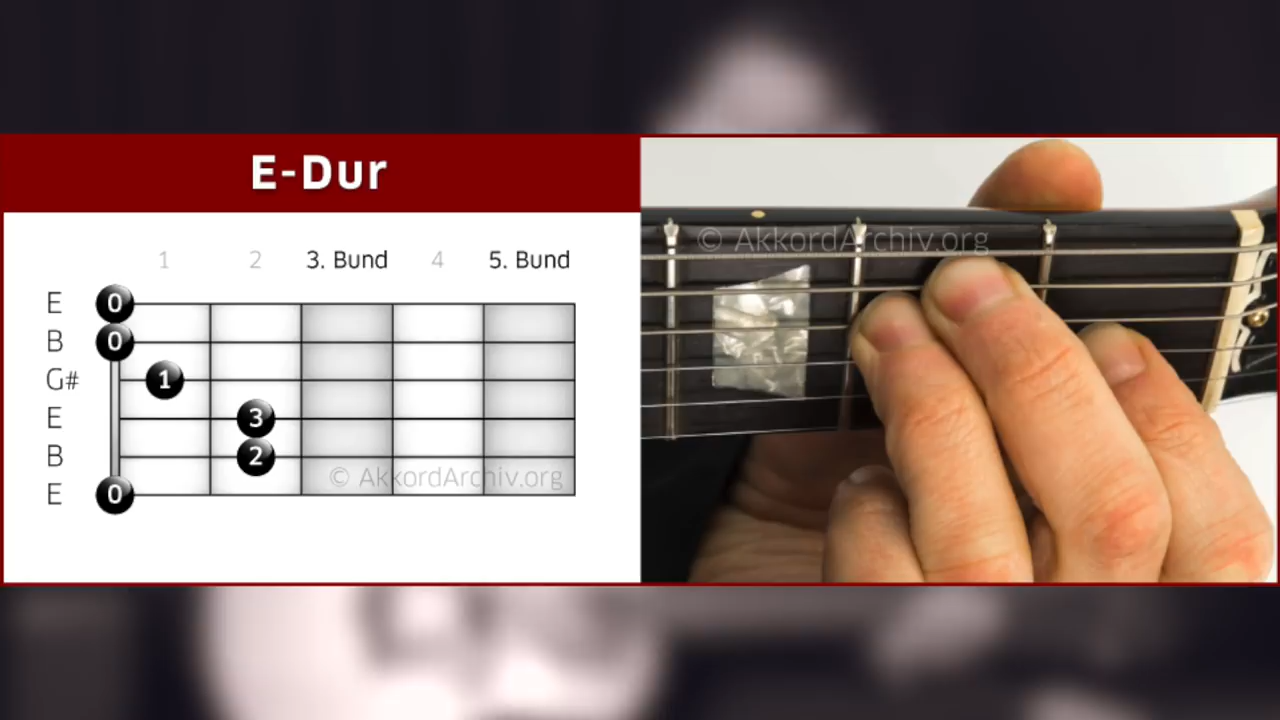 E-Dur
1 2 3. Bund 4 5. Bund
E 0
B 0
G# 1
E 3
B 2
E 0
© AkkordArchiv.org
© AkkordArchiv.org